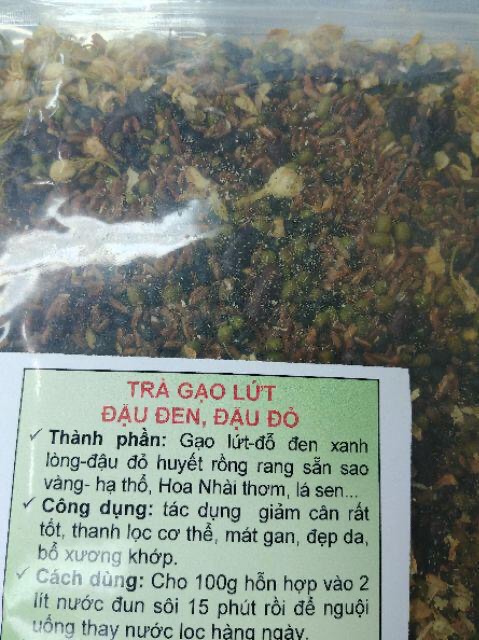 TRÀ GẠO LỨT
ĐẬU ĐEN, ĐẬU ĐỎ
✓ Thành phần: Gạo lứt-đỗ đen xanh
lòng-đậu đỏ huyết rồng rang sẵn sao
vàng- hạ thổ, Hoa Nhài thơm, lá sen...
✓ Công dụng: tác dụng giảm cân rất
tốt, thanh lọc cơ thể, mát gan, đẹp da,
bổ xương khớp.
✓ Cách dùng: Cho 100g hỗn hợp vào 2
lít nước đun sôi 15 phút rồi để nguội
uống thay nước lọc hàng ngày.